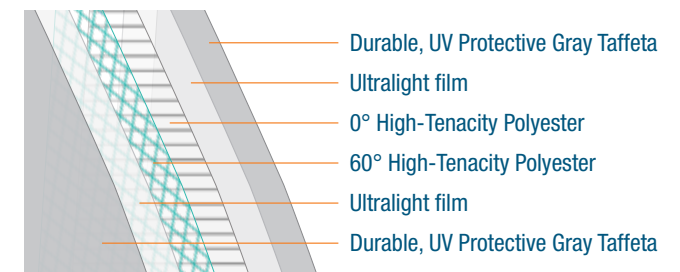 Durable, UV Protective Gray Taffeta
Ultralight film
0° High-Tenacity Polyester
60° High-Tenacity Polyester
Ultralight film
Durable, UV Protective Gray Taffeta